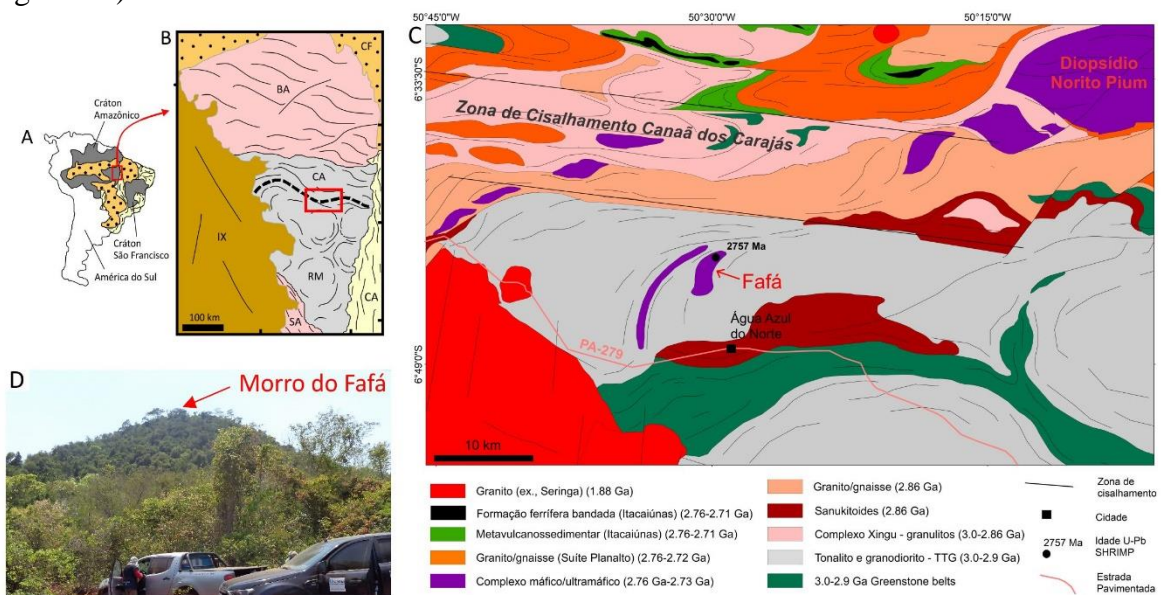 A
Cráton
Amazônico
Cráton
São Francisco
América do Sul
B
CF
BA
CA
IX
RM
SA
CA
100 km
C
50°45'0"W
50°30'0"W
50°15'0"W
6°33'30"S
6°49'0"S
Diopsídio
Norito Pium
Zona de Cisalhamento Canaã dos Carajás
2757 Ma
Fafá
Água Azul
do Norte
PA-279
10 km
D
Morro do Fafá
Granito (ex., Seringa) (1.88 Ga)
Formação ferrífera bandada (Itacaiúnas) (2.76-2.71 Ga)
Metavulcanossedimentar (Itacaiúnas) (2.76-2.71 Ga)
Granito/gnaisse (Suíte Planalto) (2.76-2.72 Ga)
Complexo máfico/ultramáfico (2.76 Ga-2.73 Ga)
Granito/gnaisse (2.86 Ga)
Sanukitoides (2.86 Ga)
Complexo Xingu - granulitos (3.0-2.86 Ga)
Tonalito e granodiorito - TTG (3.0-2.9 Ga)
3.0-2.9 Ga Greenstone belts
Zona de
cisalhamento
Cidade
2757 Ma
Idade U-Pb
SHRIMP
Estrada
Pavimentada